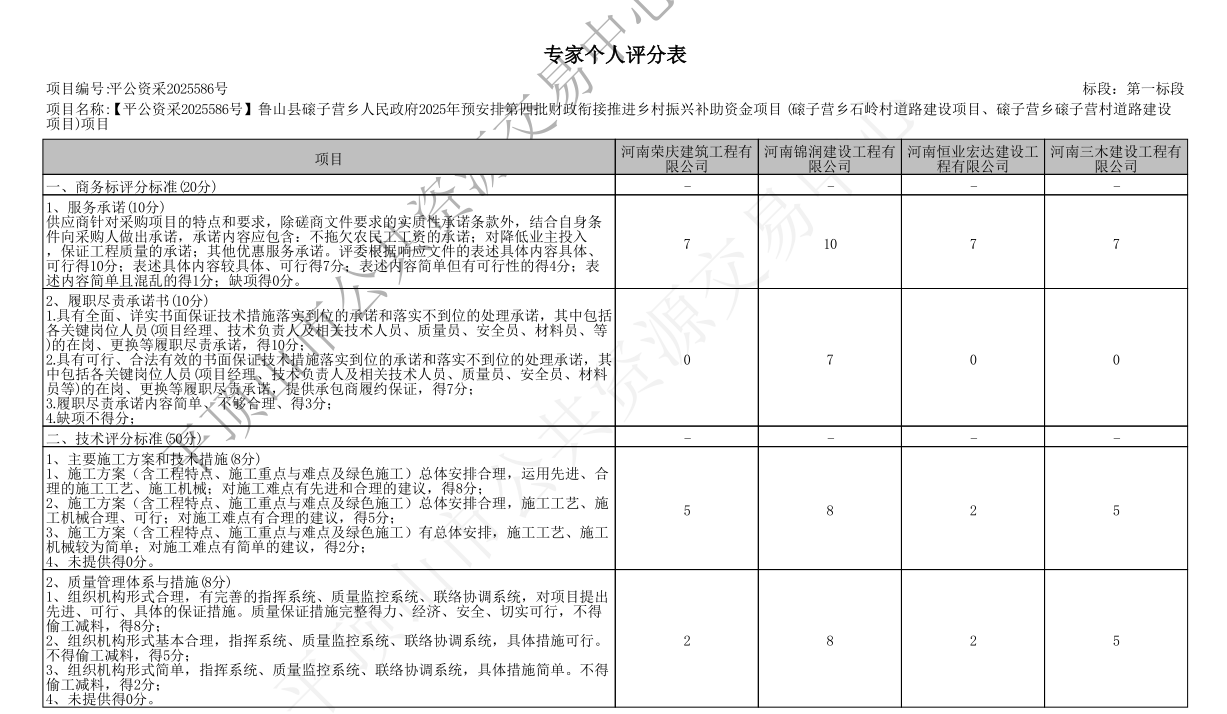 专家个人评分表
项目编号:平公资采2025586号
标段: 第一标段
项目名称:【平公资采2025586号】鲁山县磙子营乡人民政府2025年预安排第四批财政衔接推进乡村振兴补助资金项目(磙子营乡石岭村道路建设项目、磙子营乡磙子营村道路建设
项目)项目
项目
河南荣庆建筑工程有
限公司
河南锦润建设工程有
限公司
河南恒业宏达建设工
程有限公司
河南三木建设工程有
限公司
一、商务标评分标准(20分)
- - - -
1、服务承诺(10分)
供应商针对采购项目的特点和要求, 除磋商文件要求的实质性承诺条款外, 结合自身条
件向采购人做出承诺, 承诺内容应包含: 不拖欠农民工工资的承诺; 对降低业主投入
, 保证工程质量的承诺; 其他优惠服务承诺。评委根据响应文件的表述具体内容具体、
可行得10分; 表述具体内容较具体、可行得7分; 表述内容简单但有可行性的得4分; 表
述内容简单且混乱的得1分; 缺项得0分。
7 10 7 7
2、履职尽责承诺书(10分)
1.具有全面、详实书面保证技术措施落实到位的承诺和落实不到位的处理承诺, 其中包括
各关键岗位人员(项目经理、技术负责人及相关技术人员、质量员、安全员、材料员、等
)的在岗、更换等履职尽责承诺, 得10分;
2.具有可行、合法有效的书面保证技术措施落实到位的承诺和落实不到位的处理承诺, 其
中包括各关键岗位人员(项目经理、技术负责人及相关技术人员、质量员、安全员、材料
员等)的在岗、更换等履职尽责承诺, 提供承包商履约保证, 得7分;
3.履职尽责承诺内容简单、不够合理、得3分;
4.缺项不得分;
0 7 0 0
二、技术评分标准(50分)
- - - -
1、主要施工方案和技术措施(8分)
1、施工方案（含工程特点、施工重点与难点及绿色施工）总体安排合理, 运用先进、合
理的施工工艺、施工机械; 对施工难点有先进和合理的建议, 得8分;
2、施工方案（含工程特点、施工重点与难点及绿色施工）总体安排合理, 施工工艺、施
工机械合理、可行; 对施工难点有合理的建议, 得5分;
3、施工方案（含工程特点、施工重点与难点及绿色施工）有总体安排, 施工工艺、施工
机械较为简单; 对施工难点有简单的建议, 得2分;
4、未提供得0分。
5 8 2 5
2、质量管理体系与措施(8分)
1、组织机构形式合理, 有完善的指挥系统、质量监控系统、联络协调系统, 对项目提出
先进、可行、具体的保证措施。质量保证措施完整得力、经济、安全、切实可行, 不得
偷工减料, 得8分;
2、组织机构形式基本合理, 指挥系统、质量监控系统、联络协调系统, 具体措施可行。
不得偷工减料, 得5分;
3、组织机构形式简单, 指挥系统、质量监控系统、联络协调系统, 具体措施简单。不得
偷工减料, 得2分;
4、未提供得0分。
2 8 2 5
平顶山市公共资源交易中心
平顶山市公共资源交易中心